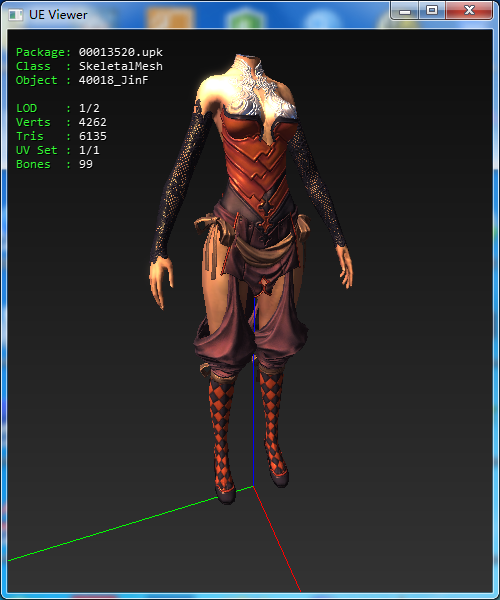 UE Viewer
Package: 00013520.upk
Class : SkeletalMesh
Object : 40018_JinF
LOD : 1/2
Verts : 4262
Tris : 6135
UV Set : 1/1
Bones : 99